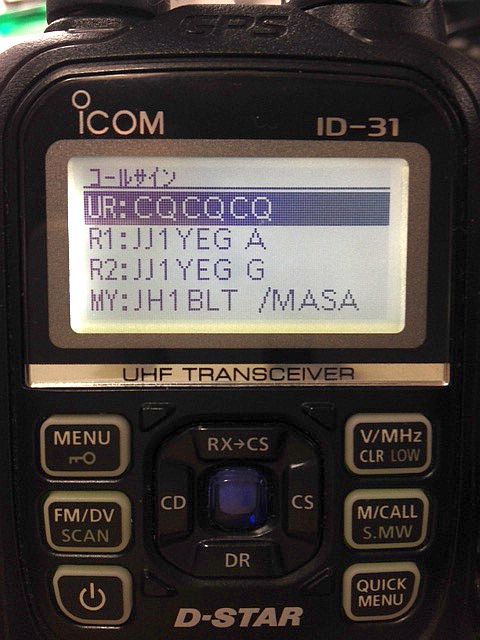 GPS
ICOM
ID-31
コールサイン
UR:CQCQCQ
R1:JJ1YEG A
R2:JJ1YEG G
MY:JH1BLT /MASA
UHF TRANSCEIVER
MENU
RX→CS
V/MHz
CLR LOW
CD
CS
FM/DV
SCAN
M/CALL
S.MW
DR
QUICK
MENU
D-STAR